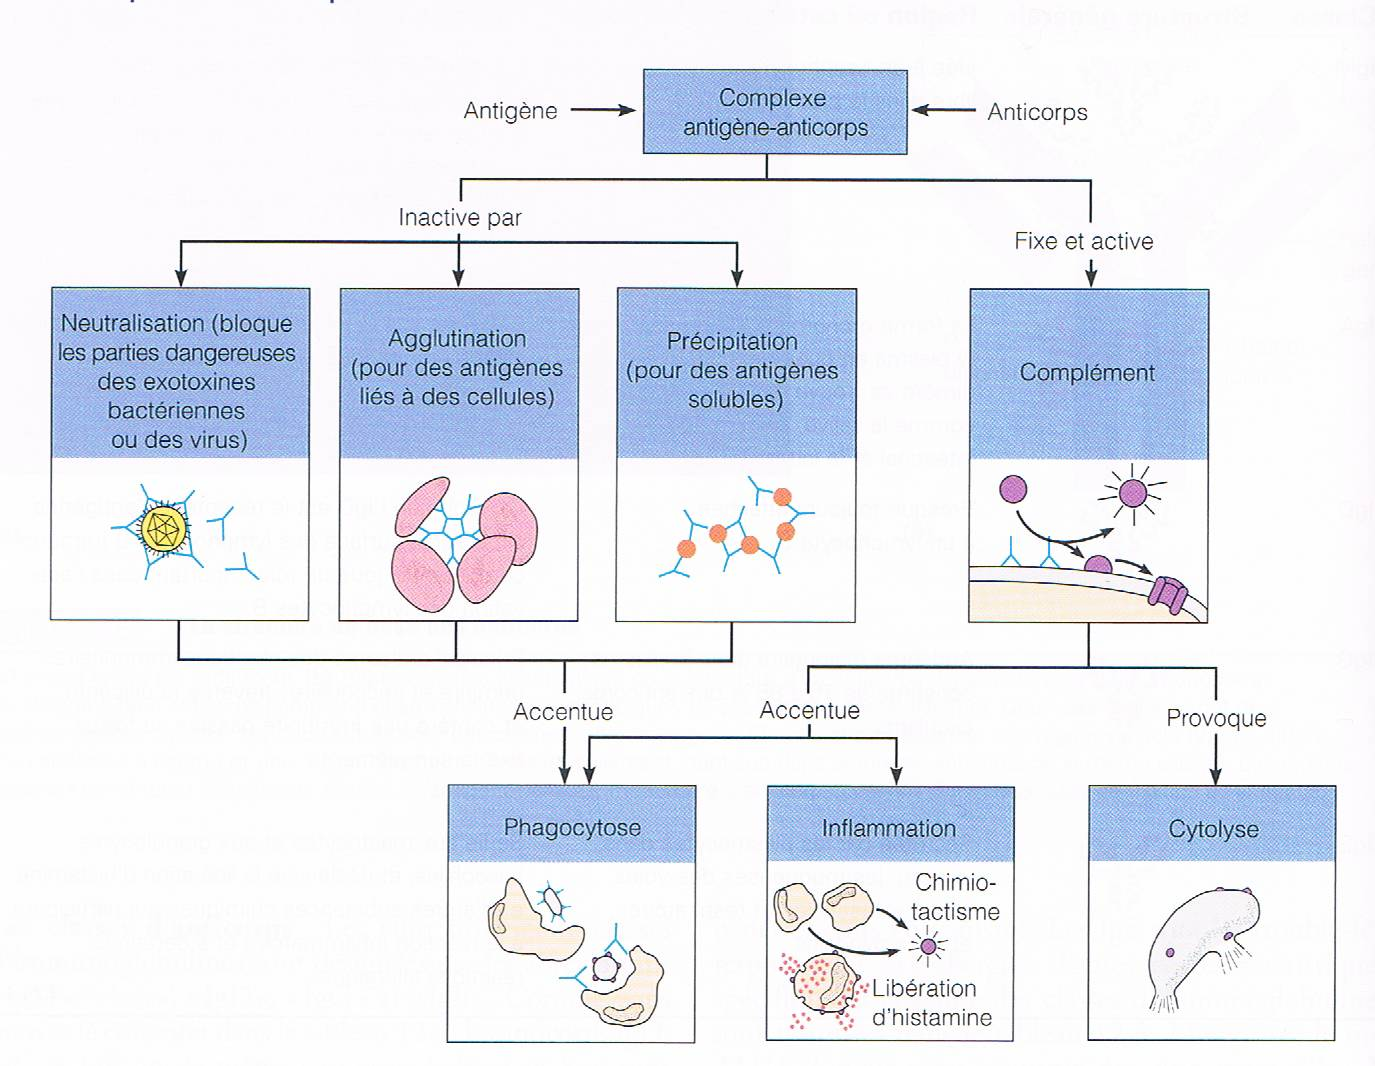 Antigène
Complexe
antigène-anticorps
Anticorps
Inactive par
Fixe et active
Neutralisation (bloque
les parties dangereuses
des exotoxines
bactériennes
ou des virus)
Agglutination
(pour des antigènes
liés à des cellules)
Précipitation
(pour des antigènes
solubles)
Complément
Accentue
Accentue
Provoque
Phagocytose
Inflammation
Chimio-
tactisme
Libération
d'histamine
Cytolyse